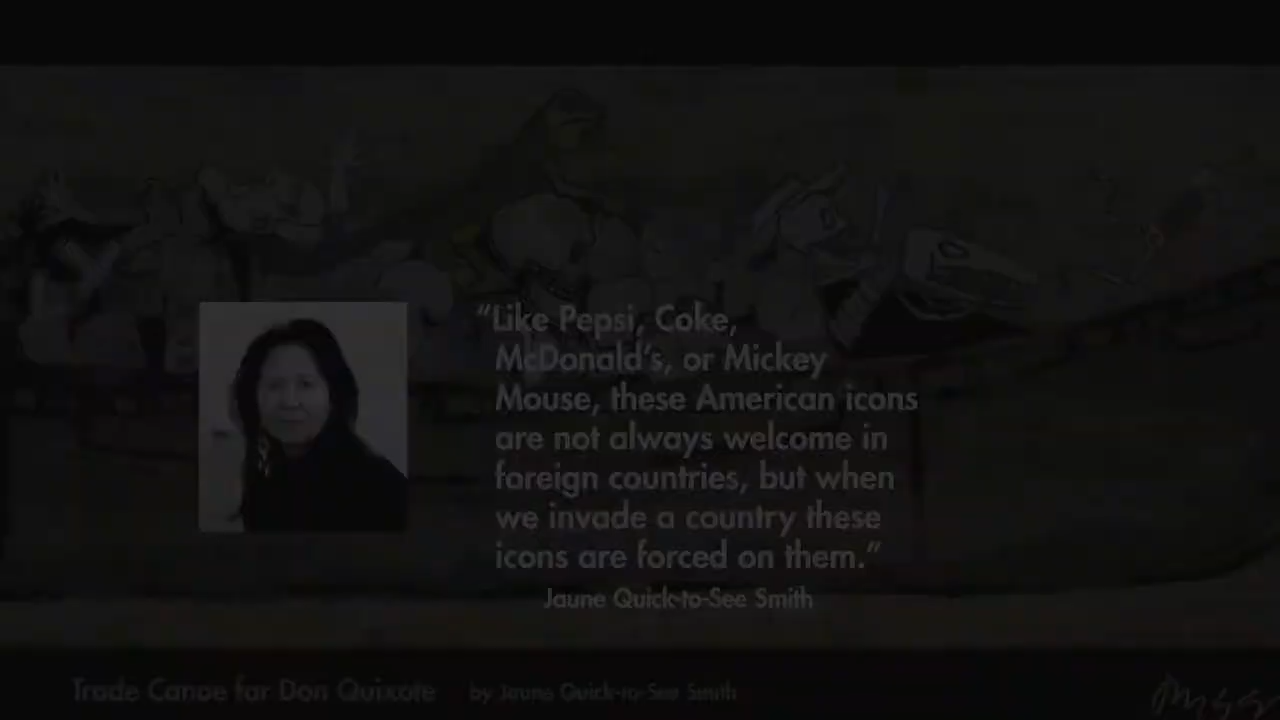 “Like Pepsi, Coke,
McDonald’s, or Mickey
Mouse, these American icons
are not always welcome in
foreign countries, but when
we invade a country these
icons are forced on them.”
Jaune Quick-to-See Smith
Trade Canoe for Don Quixote by Jaune Quick-to-See Smith